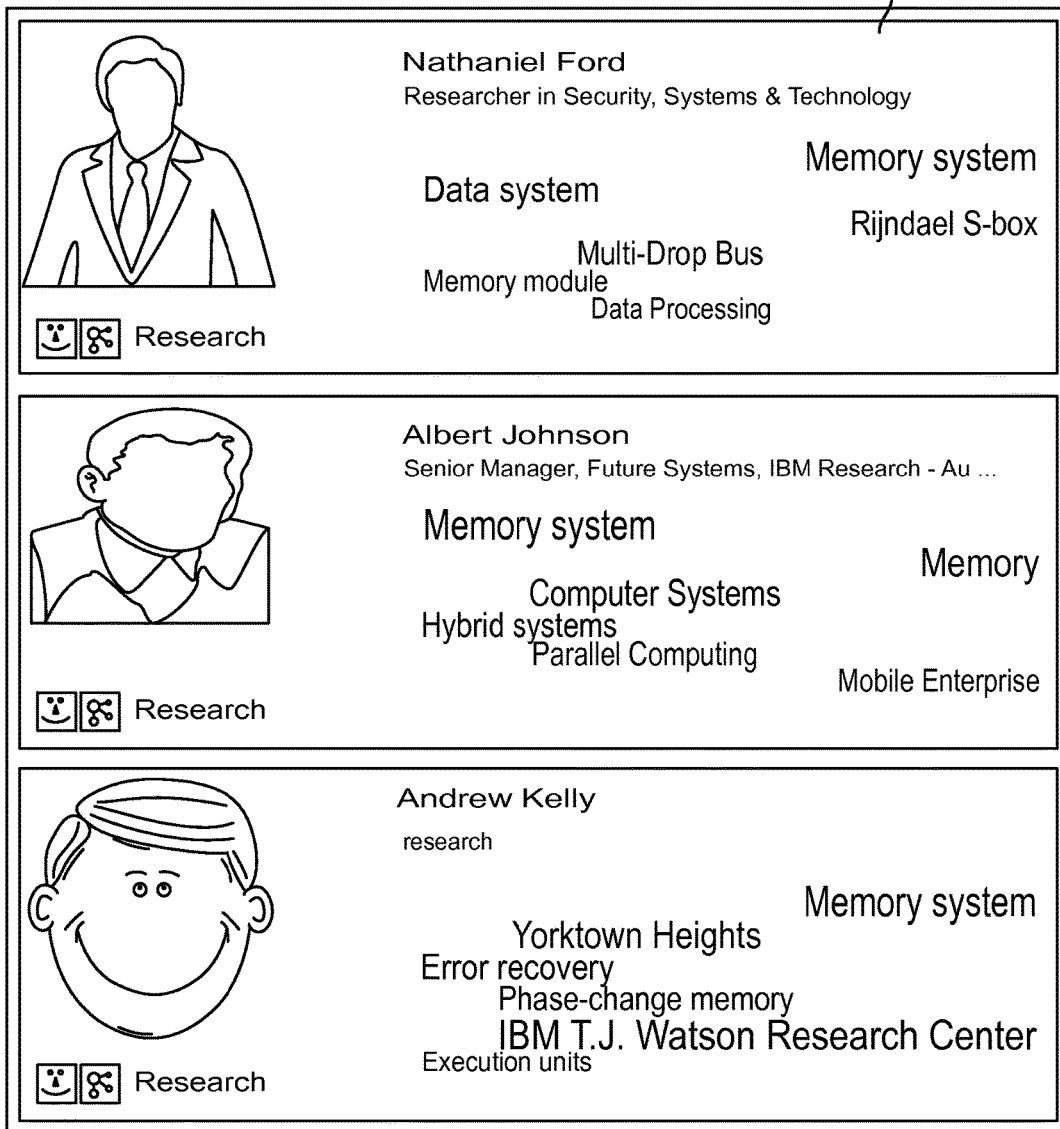 Nathaniel Ford
Researcher in Security, Systems & Technology
Memory system
Data system
Rijndael S-box
Multi-Drop Bus
Memory module
Data Processing
Research
Albert Johnson
Senior Manager, Future Systems, IBM Research - Au ...
Memory system
Memory
Computer Systems
Hybrid systems
Parallel Computing
Mobile Enterprise
Research
Andrew Kelly
research
Memory system
Yorktown Heights
Error recovery
Phase-change memory
IBM T.J. Watson Research Center
Execution units
Research